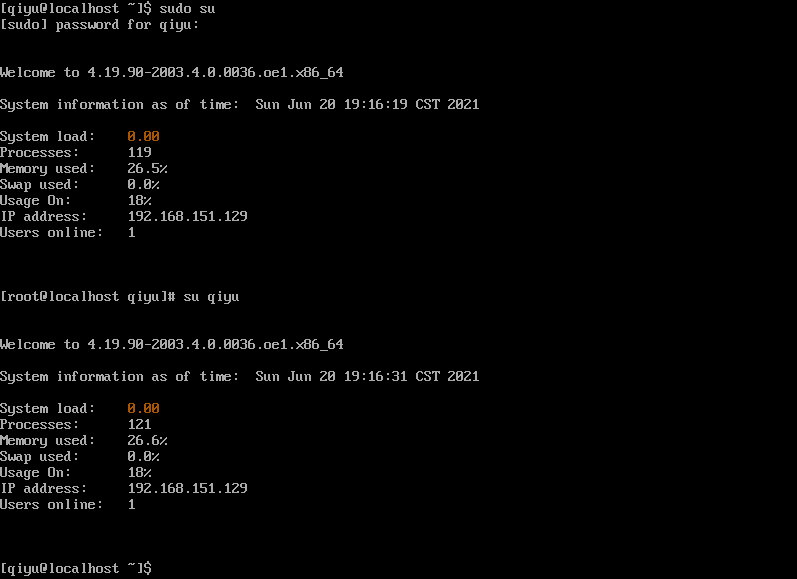 [qiyu@localhost ~]$ sudo su
[sudo] password for qiyu:
Welcome to 4.19.90-2003.4.0.0036.oe1.x86_64
System information as of time:  Sun Jun 20 19:16:19 CST 2021
System load:    0.00
Processes:      119
Memory used:    26.5%
Swap used:      0.0%
Usage On:       18%
IP address:     192.168.151.129
Users online:   1
[root@localhost qiyu]# su qiyu
Welcome to 4.19.90-2003.4.0.0036.oe1.x86_64
System information as of time:  Sun Jun 20 19:16:31 CST 2021
System load:    0.00
Processes:      121
Memory used:    26.6%
Swap used:      0.0%
Usage On:       18%
IP address:     192.168.151.129
Users online:   1
[qiyu@localhost ~]$